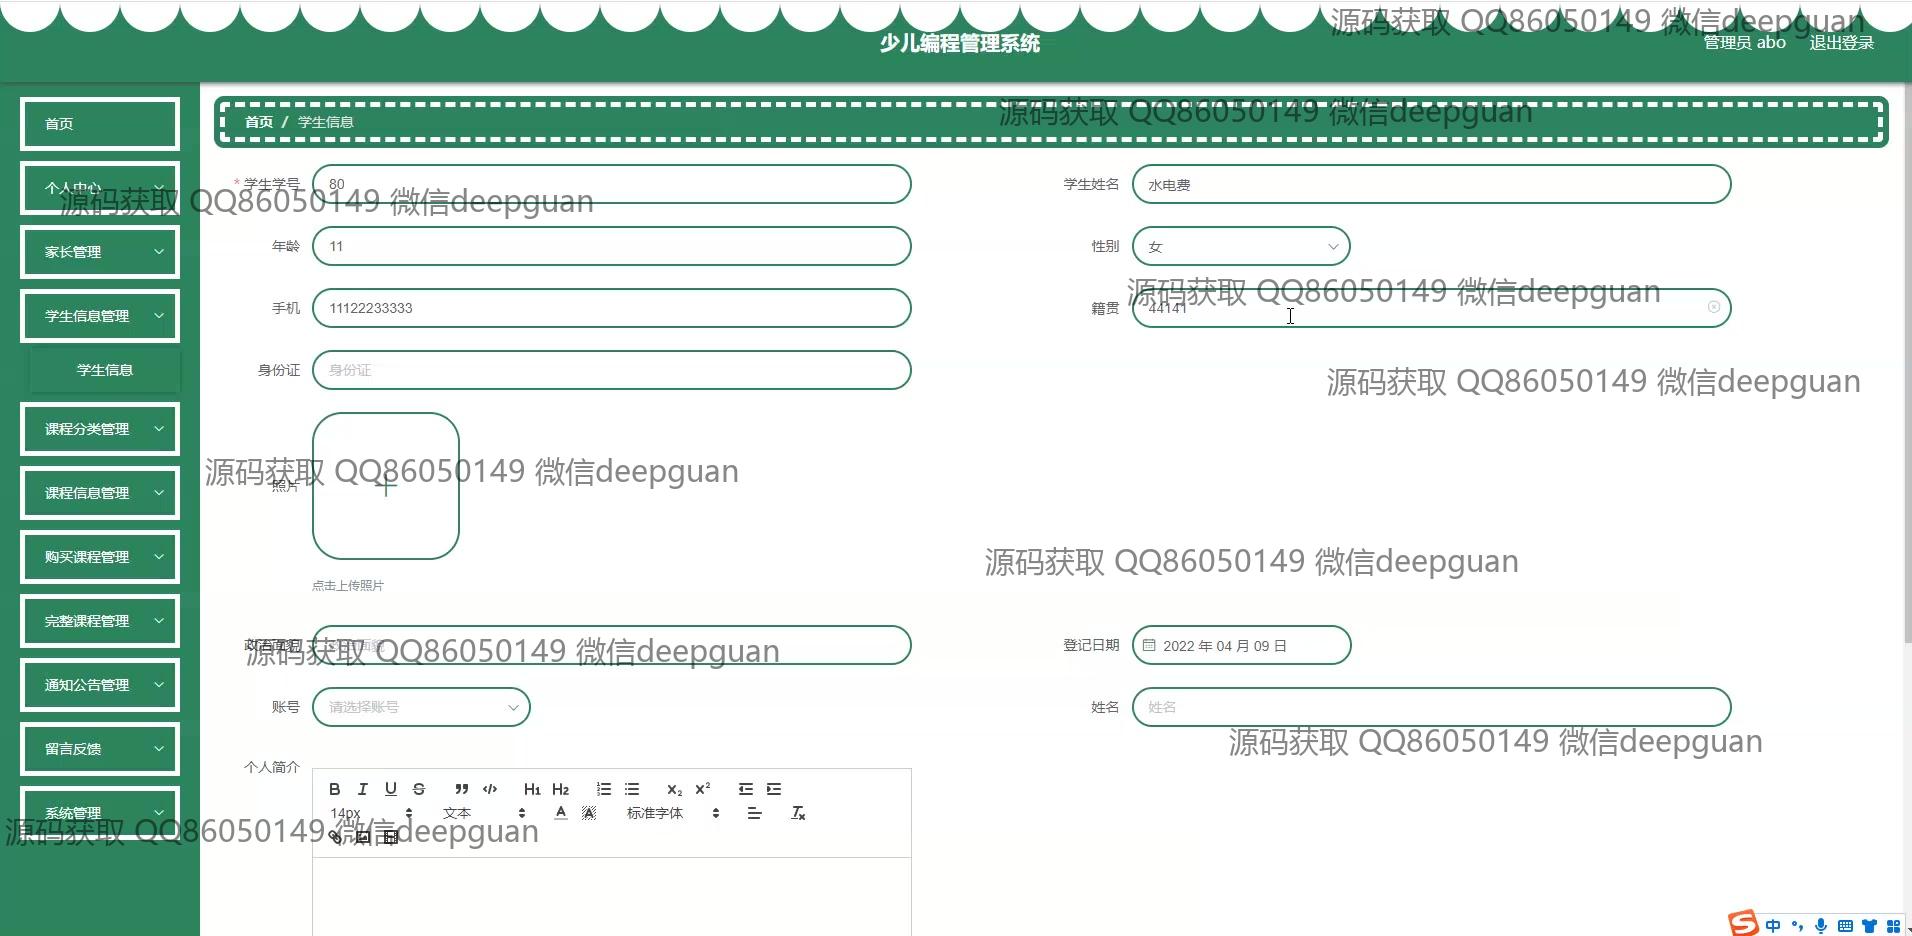 源码获取 QQ86050149 微信deepguan
少儿编程管理系统
管理员 abo 退出登录
首页
首页 / 学生信息
源码获取 QQ86050149 微信deepguan
个人中心
* 学生学号 80
学生姓名 水电费
源码获取 QQ86050149 微信deepguan
家长管理
年龄 11
性别 女
源码获取 QQ86050149 微信deepguan
学生信息管理
手机 11122233333
籍贯 44141
学生信息
身份证 身份证
源码获取 QQ86050149 微信deepguan
课程分类管理
源码获取 QQ86050149 微信deepguan
照片
课程信息管理
购买课程管理
源码获取 QQ86050149 微信deepguan
点击上传照片
完整课程管理
政治面貌 政治面貌
登记日期 2022 年 04 月 09 日
源码获取 QQ86050149 微信deepguan
通知公告管理
账号 请选择账号
姓名 姓名
留言反馈
源码获取 QQ86050149 微信deepguan
个人简介
B I U S H1 H2 x2 x2
系统管理
14px 文本 A A 标准字体 Tx
源码获取 QQ86050149 微信deepguan
S 中